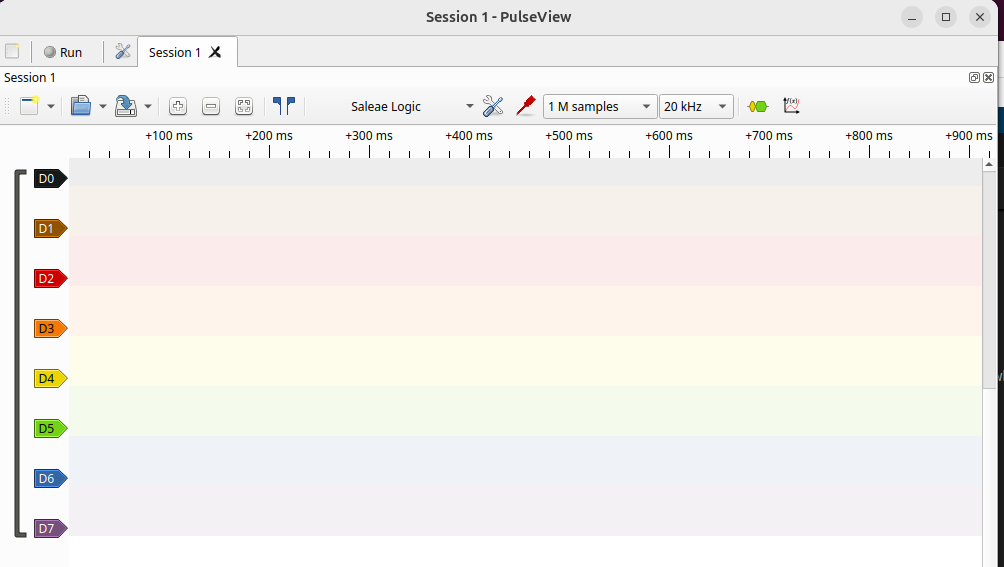 Session 1 - PulseView
Run
Session 1
Session 1
Saleae Logic
1 M samples
20 kHz
f(x)
+100 ms +200 ms +300 ms +400 ms +500 ms +600 ms +700 ms +800 ms +900 ms
D0
D1
D2
D3
D4
D5
D6
D7